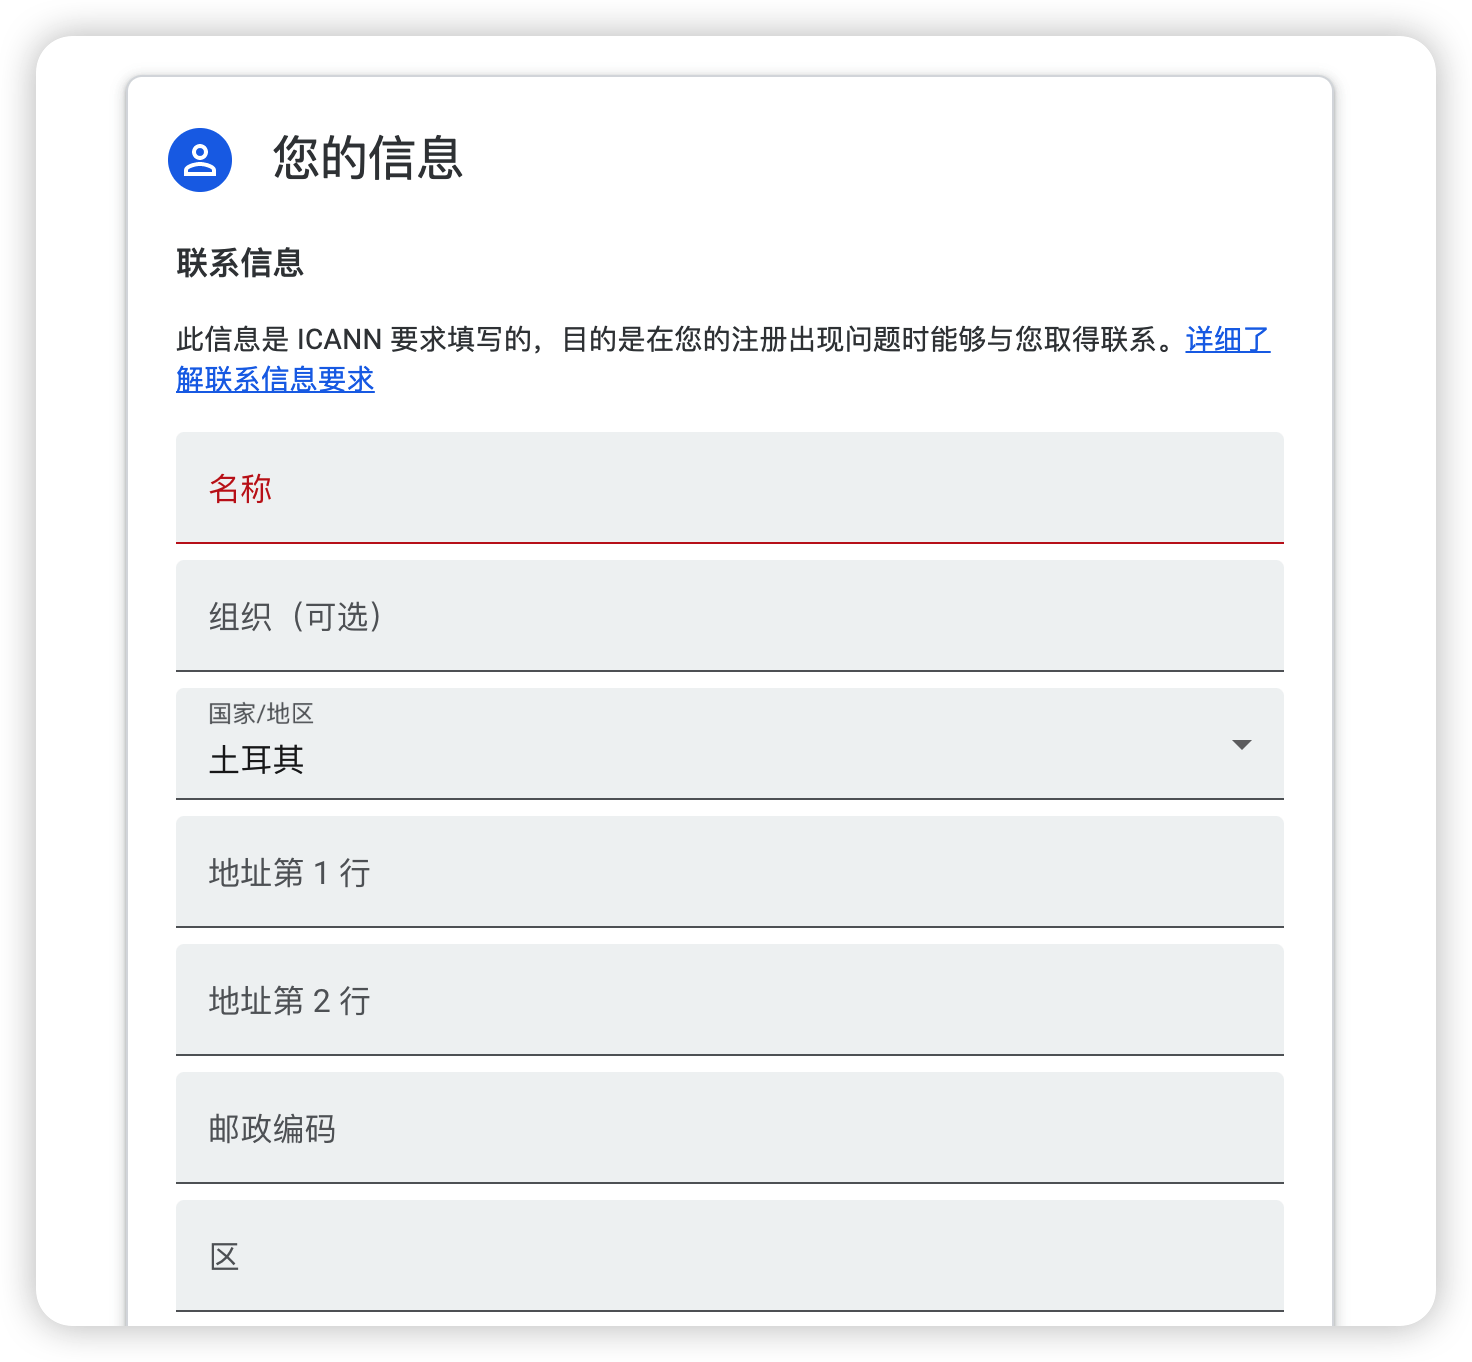 您的信息
联系信息
此信息是 ICANN 要求填写的，目的是在您的注册出现问题时能够与您取得联系。详细了
解联系信息要求
名称
组织（可选）
国家/地区
土耳其
地址第 1 行
地址第 2 行
邮政编码
区